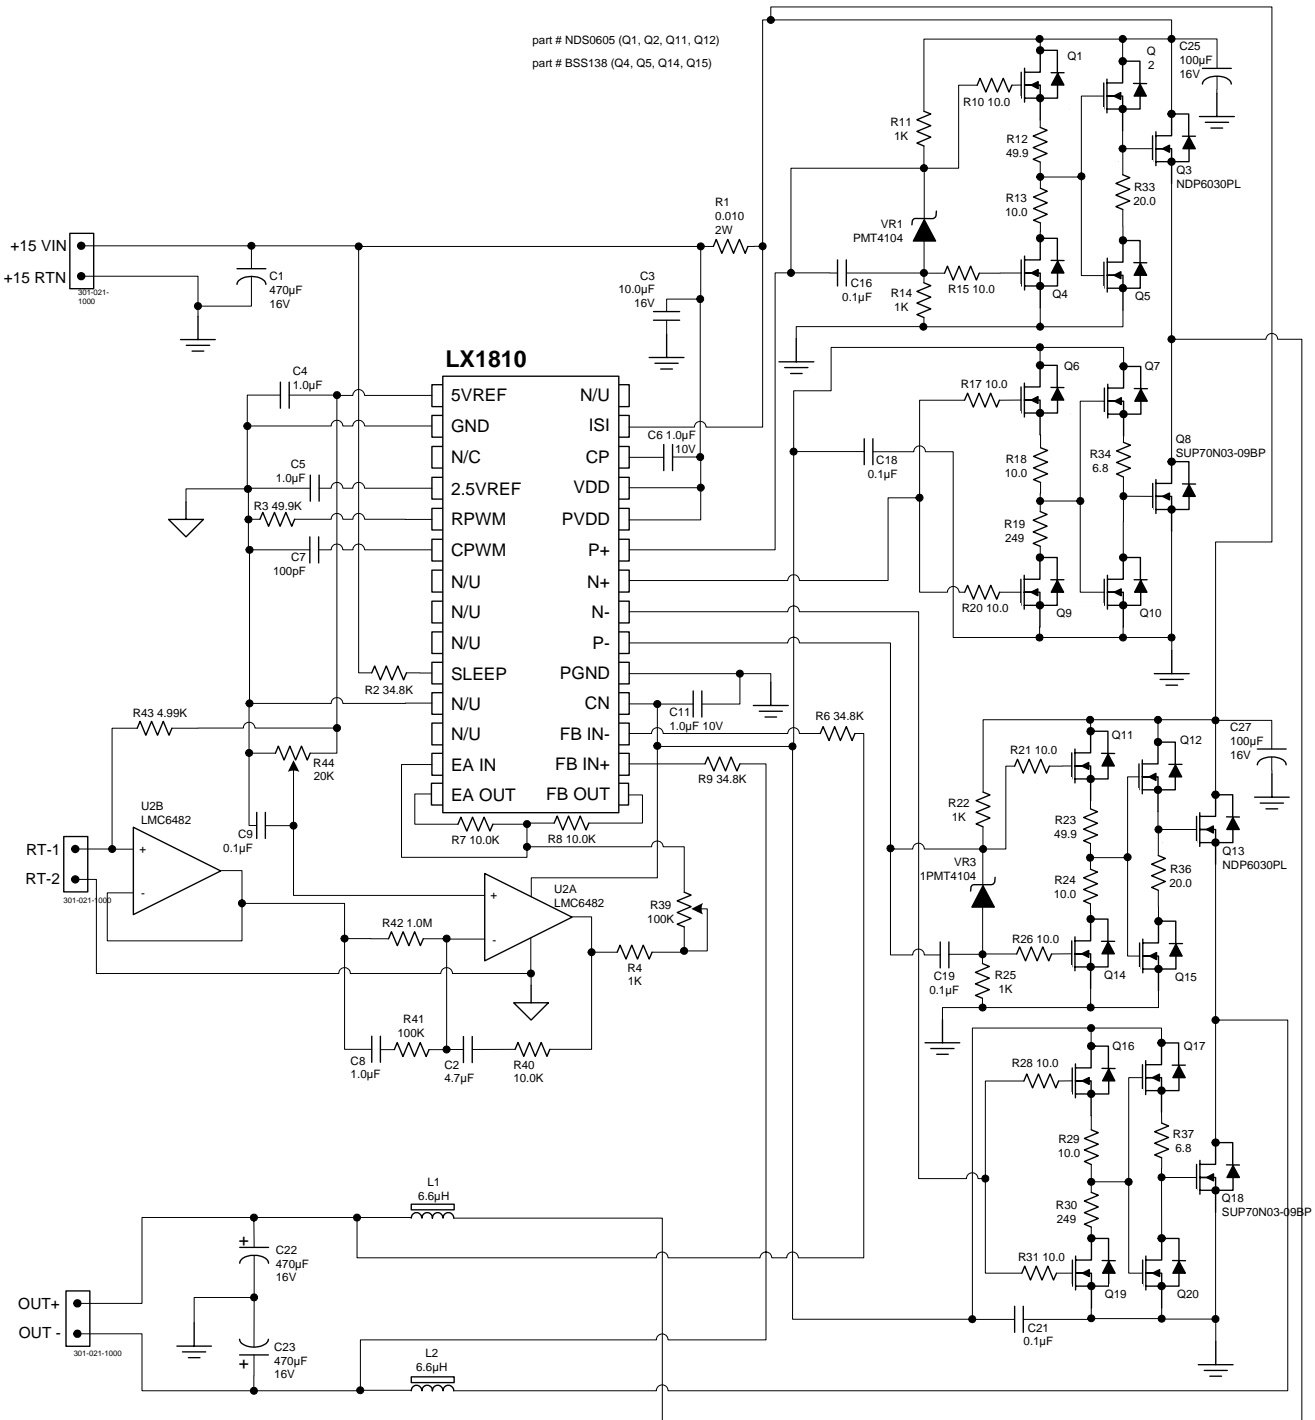 part # NDS0605 (Q1, Q2, Q11, Q12)
part # BSS138 (Q4, Q5, Q14, Q15)
Q1
Q
2
C25
100µF
16V
R10 10.0
R11
1K
R12
49.9
Q3
NDP6030PL
R13
10.0
R33
20.0
VR1
PMT4104
R1
0.010
2W
+15 VIN
+15 RTN
301-021-
1000
C1
470µF
16V
C3
10.0µF
16V
C16
0.1µF
R14
1K
R15 10.0
Q4
Q5
LX1810
C4
1.0µF
5VREF
GND
N/C
2.5VREF
RPWM
CPWM
N/U
N/U
N/U
SLEEP
N/U
N/U
EA IN
EA OUT
N/U
ISI
CP
VDD
PVDD
P+
N+
N-
P-
PGND
CN
FB IN-
FB IN+
FB OUT
C6 1.0µF
10V
C5
1.0µF
R3 49.9K
C7
100pF
R2 34.8K
Q6
Q7
R17 10.0
R18
10.0
R34
6.8
Q8
SUP70N03-09BP
C18
0.1µF
R19
249
R20 10.0
Q9
Q10
R43 4.99K
R44
20K
C11
1.0µF 10V
R6 34.8K
R9 34.8K
R7 10.0K
R8 10.0K
U2B
LMC6482
+
-
C9
0.1µF
RT-1
RT-2
301-021-1000
U2A
LMC6482
+
-
R39
100K
R42 1.0M
R4
1K
R41
100K
C8
1.0µF
C2
4.7µF
R40
10.0K
Q11
Q12
C27
100µF
16V
R21 10.0
R22
1K
R23
49.9
Q13
NDP6030PL
VR3
1PMT4104
R24
10.0
R36
20.0
R26 10.0
C19
0.1µF
R25
1K
Q14
Q15
Q16
Q17
R28 10.0
R29
10.0
R37
6.8
Q18
SUP70N03-09BP
R30
249
R31 10.0
Q19
Q20
C21
0.1µF
L1
6.6µH
+
C22
470µF
16V
OUT+
OUT -
301-021-1000
C23
470µF
16V
+
L2
6.6µH